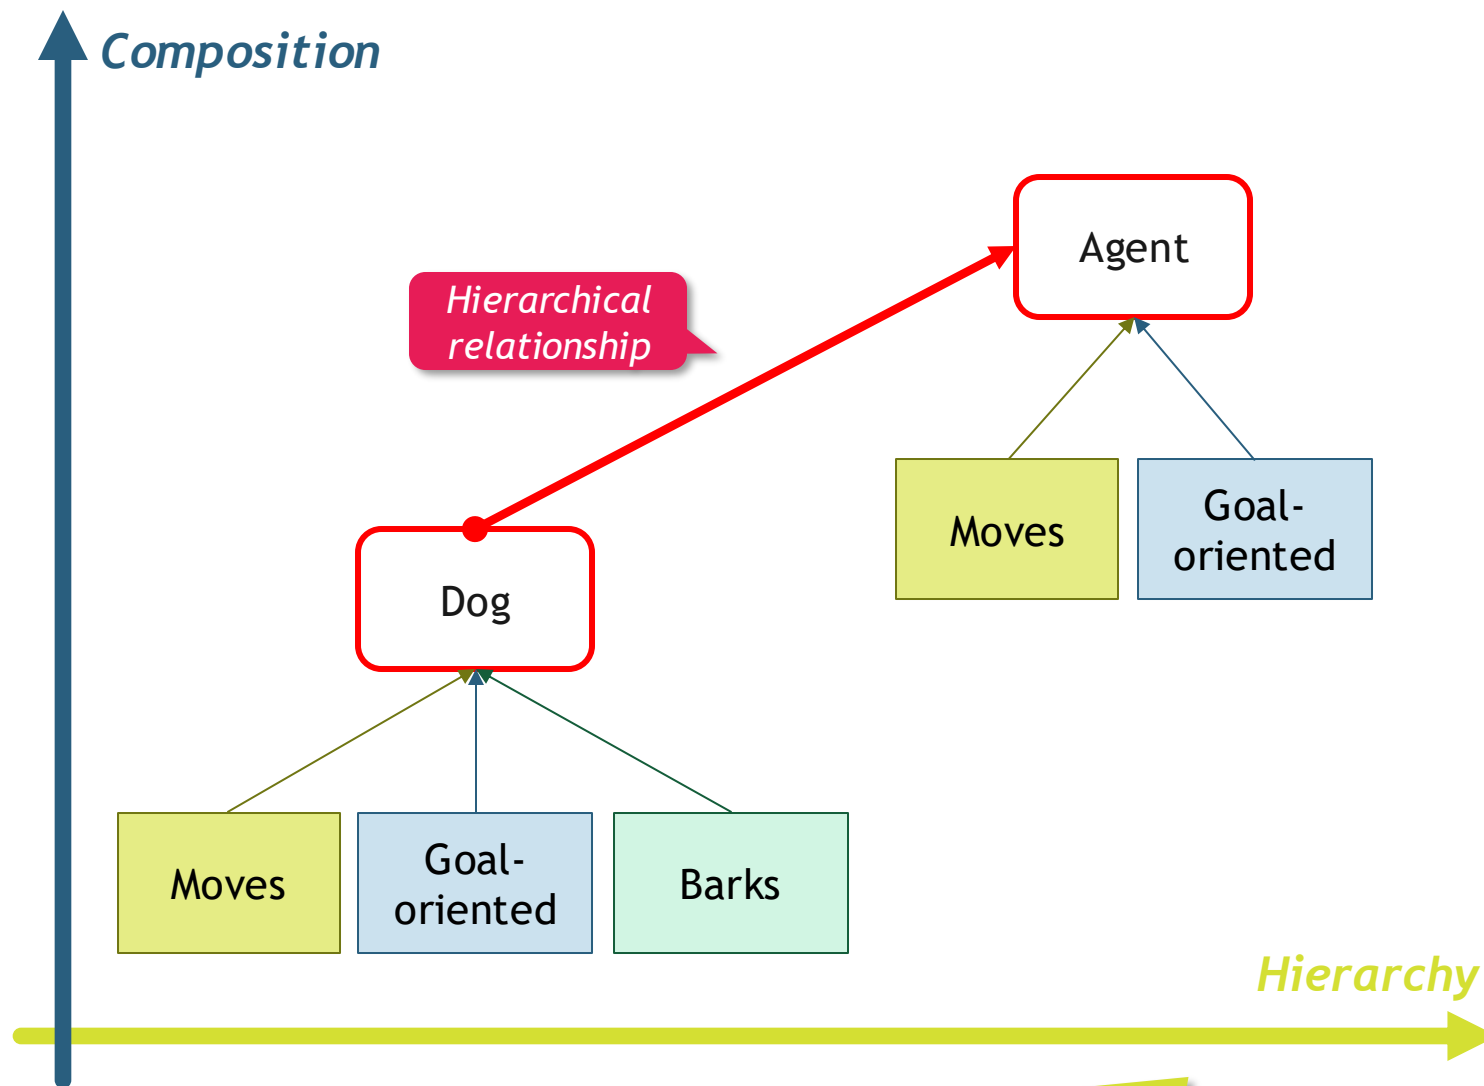 Composition
Agent
Hierarchical
relationship
Moves
Goal-
oriented
Dog
Moves
Goal-
oriented
Barks
Hierarchy